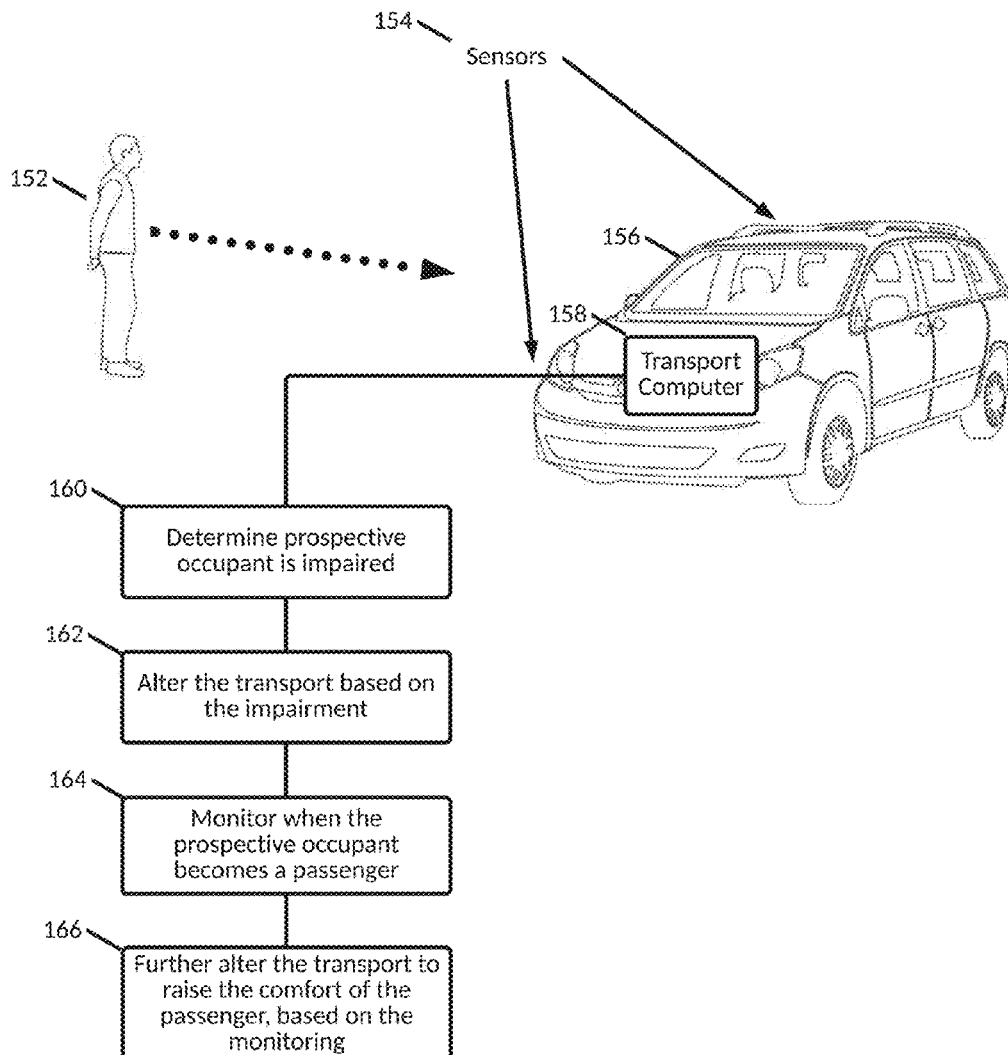 154
Sensors
152
156
158
Transport
Computer
160
Determine prospective
occupant is impaired
162
Alter the transport based on
the impairment
164
Monitor when the
prospective occupant
becomes a passenger
166
Further alter the transport to
raise the comfort of the
passenger, based on the
monitoring